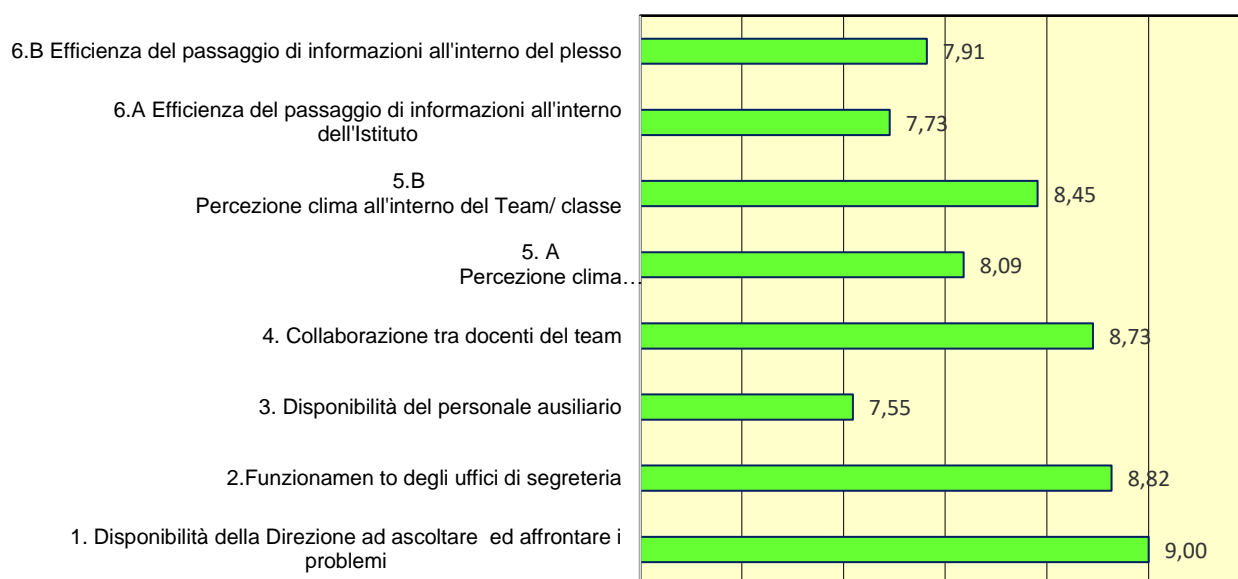 6.B Efficienza del passaggio di informazioni all'interno del plesso
7,91
6.A Efficienza del passaggio di informazioni all'interno
dell'Istituto
7,73
5.B
Percezione clima all'interno del Team/ classe
8,45
5. A
Percezione clima…
8,09
4. Collaborazione tra docenti del team
8,73
3. Disponibilità del personale ausiliario
7,55
2.Funzionamen to degli uffici di segreteria
8,82
1. Disponibilità della Direzione ad ascoltare  ed affrontare i
problemi
9,00